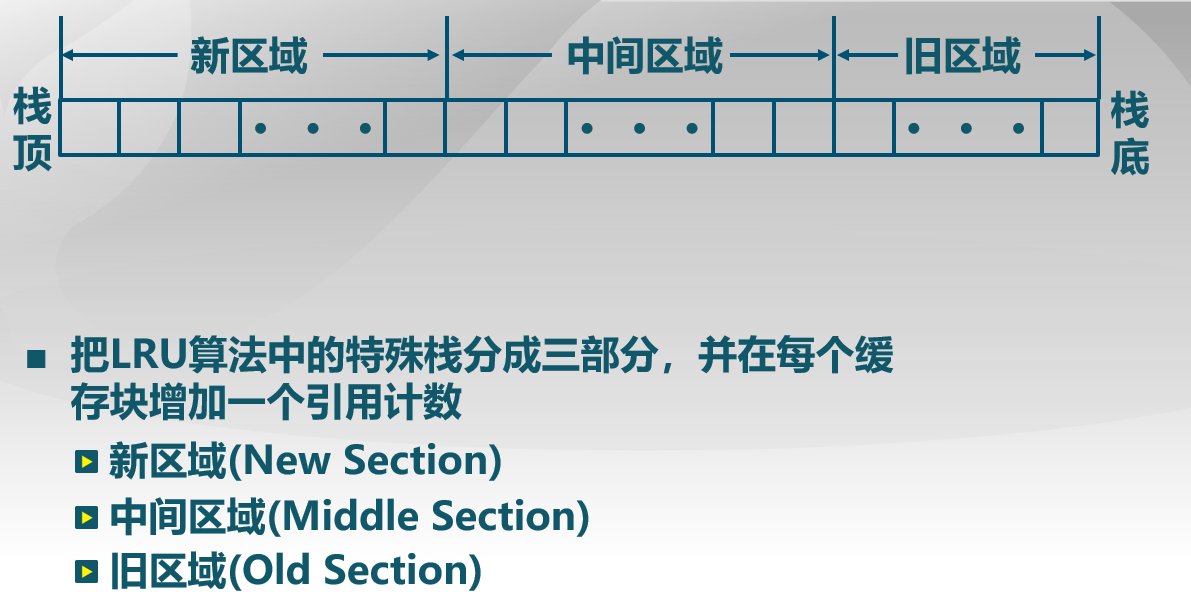 新区域
中间区域
旧区域
栈顶
栈底
把LRU算法中的特殊栈分成三部分，并在每个缓
存块增加一个引用计数
新区域(New Section)
中间区域(Middle Section)
旧区域(Old Section)